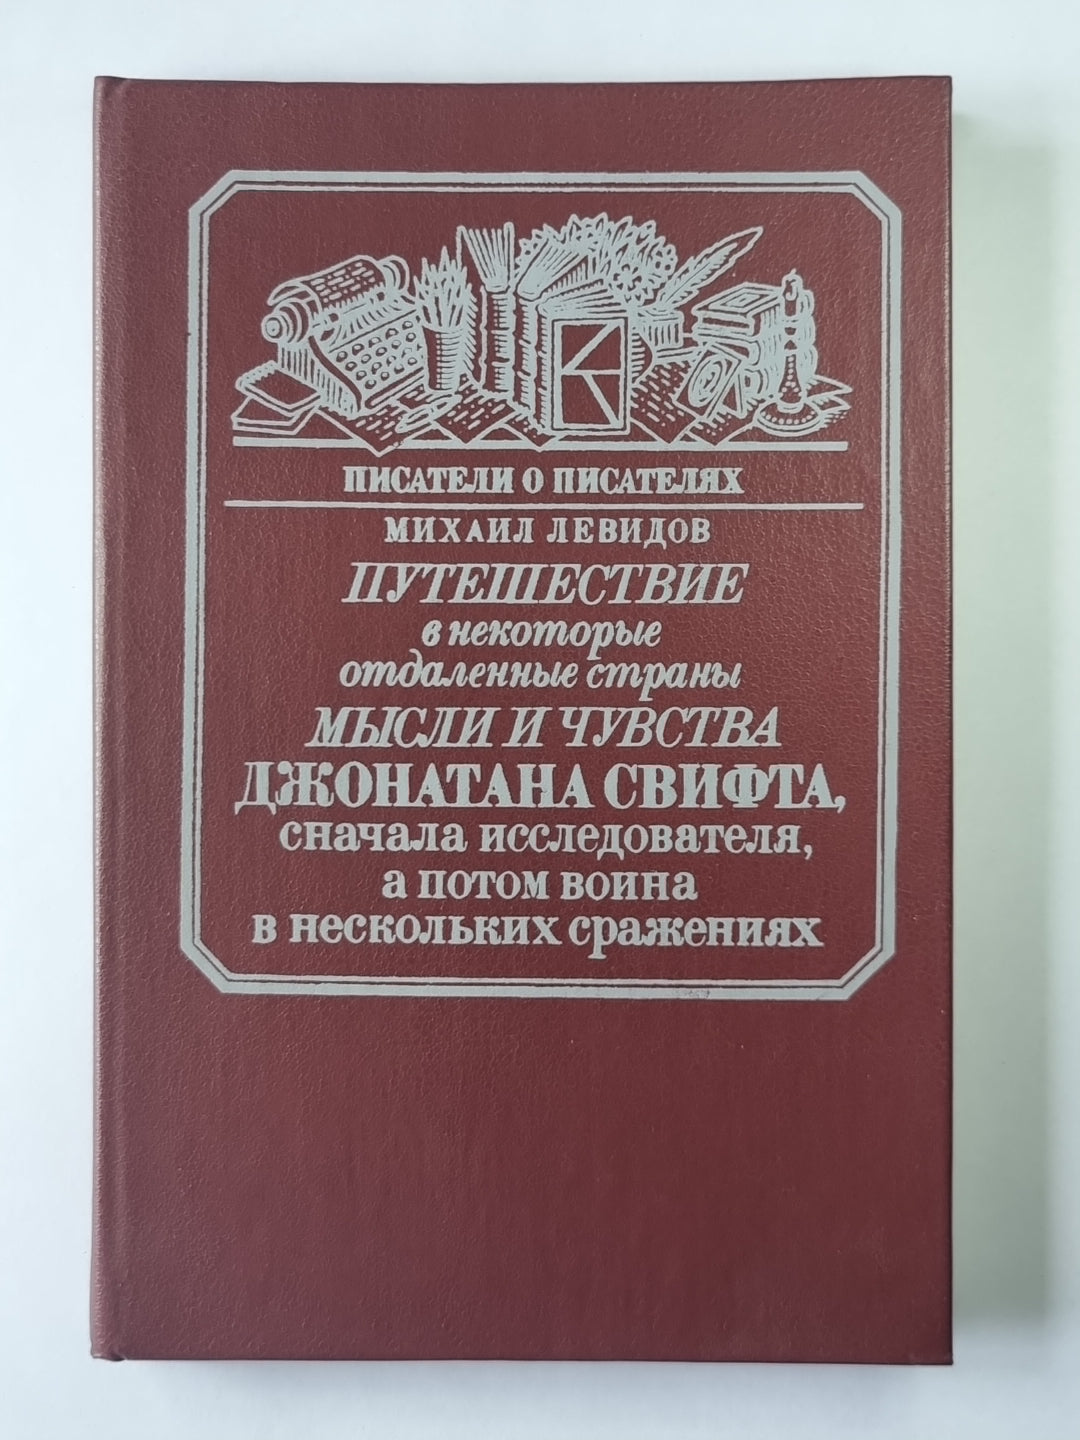 ПИСАТЕЛИ О ПИСАТЕЛЯХ
МИХАИЛ ЛЕВИДОВ
ПУТЕШЕСТВИЕ
в некоторые
отдаленные страны
МЫСЛИ И ЧУВСТВА
ДЖОНАТАНА СВИФТА,
сначала исследователя,
а потом воина
в нескольких сражениях